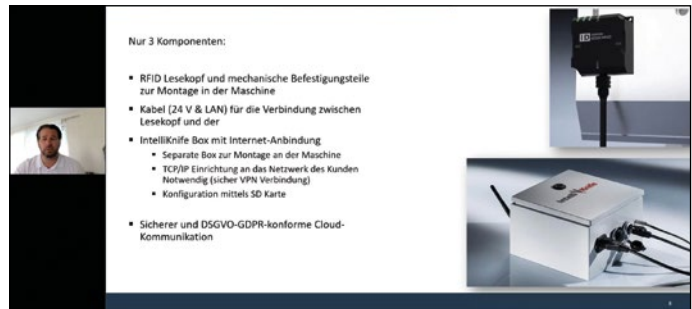 Nur 3 Komponenten:
▪ RFID Lesekopf und mechanische Befestigungsteile
zur Montage in der Maschine
▪ Kabel (24 V & LAN) für die Verbindung zwischen
Lesekopf und der
▪ IntelliKnife Box mit Internet-Anbindung
▪ Separate Box zur Montage an der Maschine
▪ TCP/IP Einrichtung an das Netzwerk des Kunden
Notwendig (sicher VPN Verbindung)
▪ Konfiguration mittels SD Karte
▪ Sicherer und DSGVO-GDPR-konforme Cloud-
Kommunikation
ID